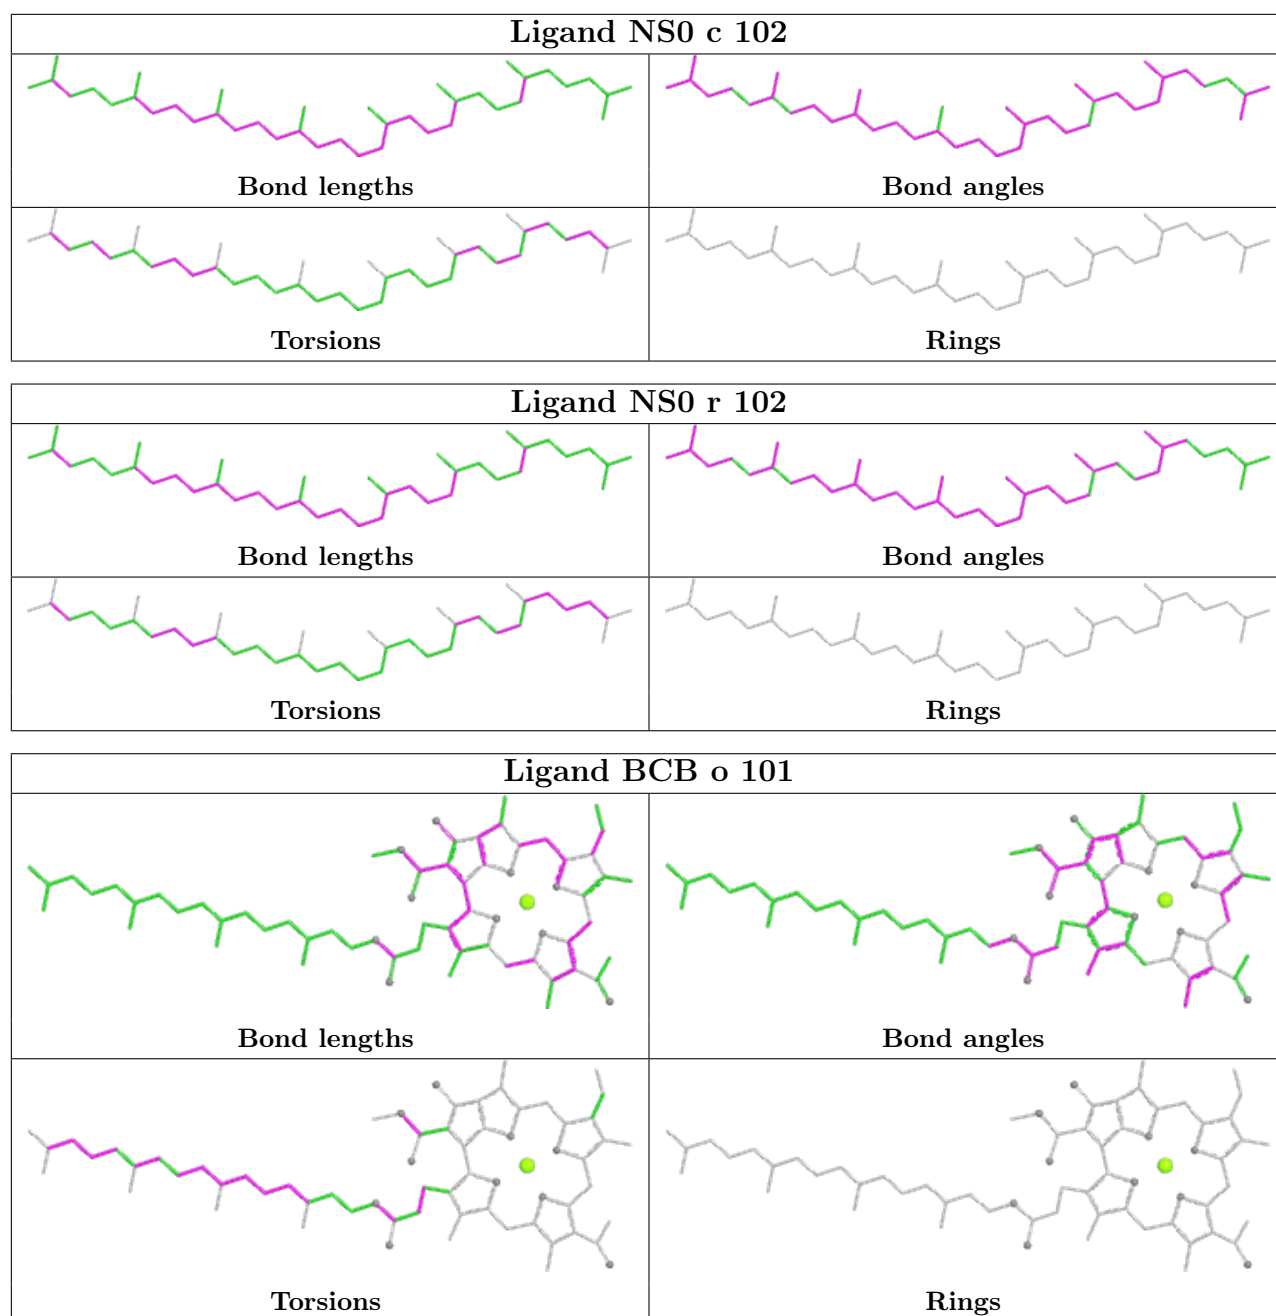 Ligand NS0 c 102
Bond lengths
Bond angles
Torsions
Rings
Ligand NS0 r 102
Bond lengths
Bond angles
Torsions
Rings
Ligand BCB o 101
Bond lengths
Bond angles
Torsions
Rings